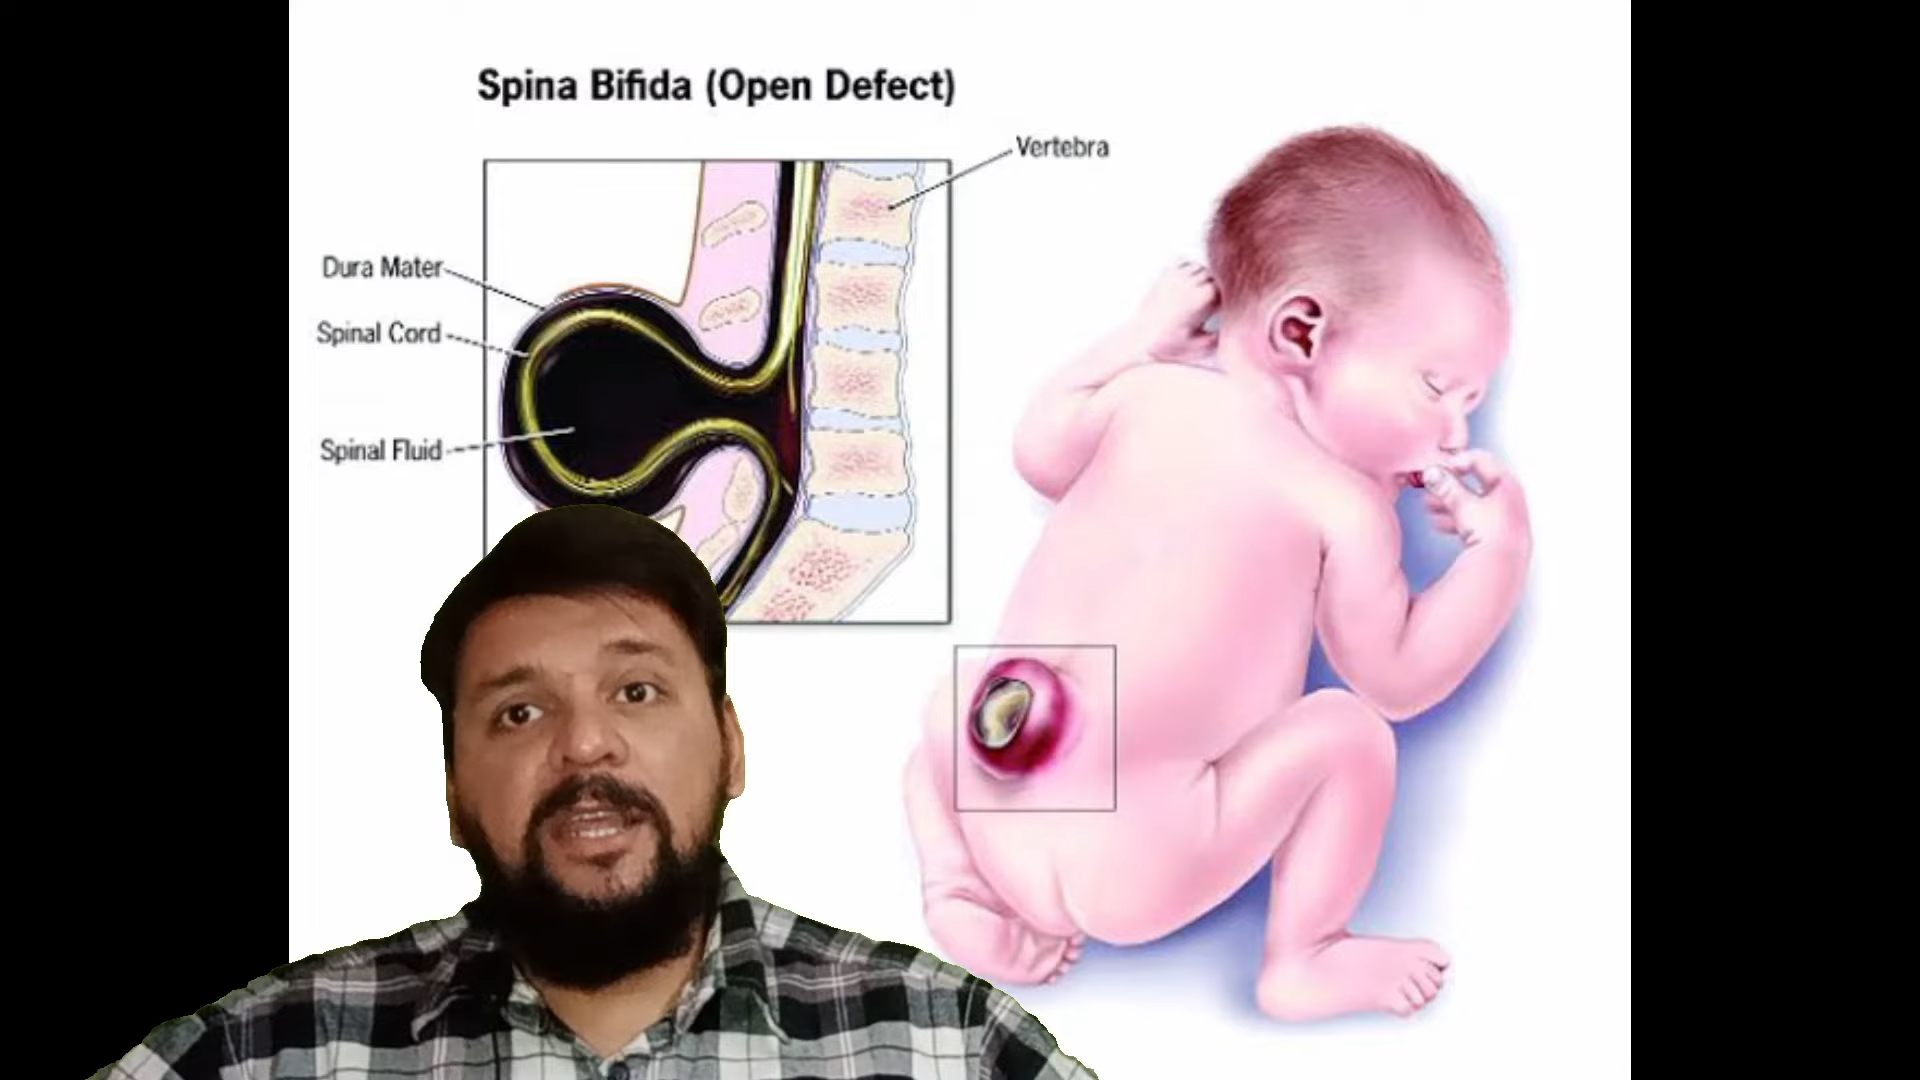 Spina Bifida (Open Defect)
Vertebra
Dura Mater
Spinal Cord
Spinal Fluid